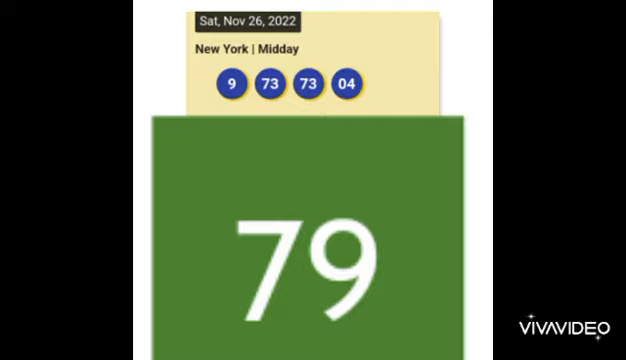 Sat, Nov 26, 2022
New York | Midday
9 73 73 04
79
VIVAVIDEO